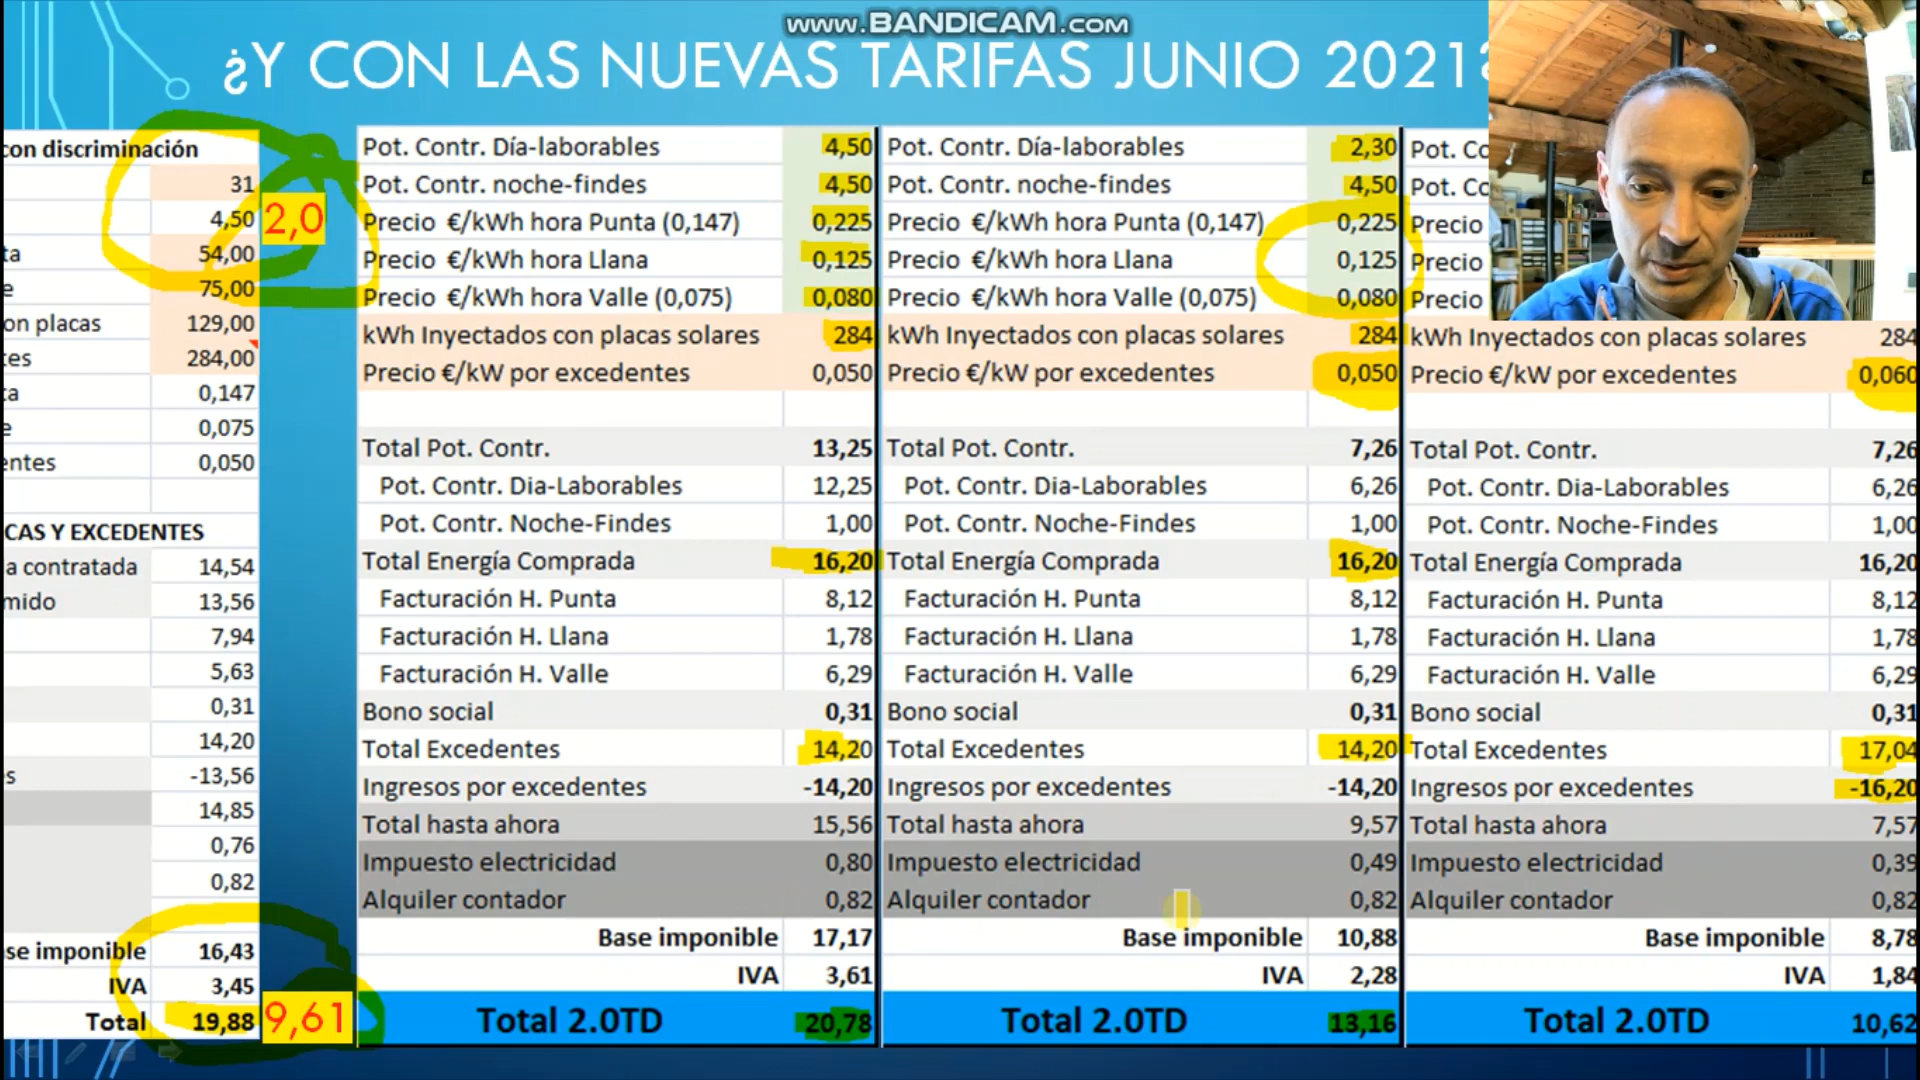 www.BANDICAM.com
¿Y CON LAS NUEVAS TARIFAS JUNIO 2021?
con discriminación
31
4,50 2,0
ta 54,00
e 75,00
on placas 129,00
tes 284,00
ta 0,147
e 0,075
entes 0,050
CAS Y EXCEDENTES
a contratada 14,54
mido 13,56
7,94
5,63
0,31
14,20
s -13,56
14,85
0,76
0,82
se imponible 16,43
IVA 3,45
Total 19,88 9,61
Pot. Contr. Día-laborables 4,50
Pot. Contr. noche-findes 4,50
Precio €/kWh hora Punta (0,147) 0,225
Precio €/kWh hora Llana 0,125
Precio €/kWh hora Valle (0,075) 0,080
kWh Inyectados con placas solares 284
Precio €/kW por excedentes 0,050
Total Pot. Contr. 13,25
Pot. Contr. Dia-Laborables 12,25
Pot. Contr. Noche-Findes 1,00
Total Energía Comprada 16,20
Facturación H. Punta 8,12
Facturación H. Llana 1,78
Facturación H. Valle 6,29
Bono social 0,31
Total Excedentes 14,20
Ingresos por excedentes -14,20
Total hasta ahora 15,56
Impuesto electricidad 0,80
Alquiler contador 0,82
Base imponible 17,17
IVA 3,61
Total 2.0TD 20,78
Pot. Contr. Día-laborables 2,30
Pot. Contr. noche-findes 4,50
Precio €/kWh hora Punta (0,147) 0,225
Precio €/kWh hora Llana 0,125
Precio €/kWh hora Valle (0,075) 0,080
kWh Inyectados con placas solares 284
Precio €/kW por excedentes 0,050
Total Pot. Contr. 7,26
Pot. Contr. Dia-Laborables 6,26
Pot. Contr. Noche-Findes 1,00
Total Energía Comprada 16,20
Facturación H. Punta 8,12
Facturación H. Llana 1,78
Facturación H. Valle 6,29
Bono social 0,31
Total Excedentes 14,20
Ingresos por excedentes -14,20
Total hasta ahora 9,57
Impuesto electricidad 0,49
Alquiler contador 0,82
Base imponible 10,88
IVA 2,28
Total 2.0TD 13,16
Pot. Co
Pot. Co
Precio
Precio
Precio
kWh Inyectados con placas solares 284
Precio €/kW por excedentes 0,060
Total Pot. Contr. 7,26
Pot. Contr. Dia-Laborables 6,26
Pot. Contr. Noche-Findes 1,00
Total Energía Comprada 16,20
Facturación H. Punta 8,12
Facturación H. Llana 1,78
Facturación H. Valle 6,29
Bono social 0,31
Total Excedentes 17,04
Ingresos por excedentes -16,20
Total hasta ahora 7,57
Impuesto electricidad 0,39
Alquiler contador 0,82
Base imponible 8,78
IVA 1,84
Total 2.0TD 10,62